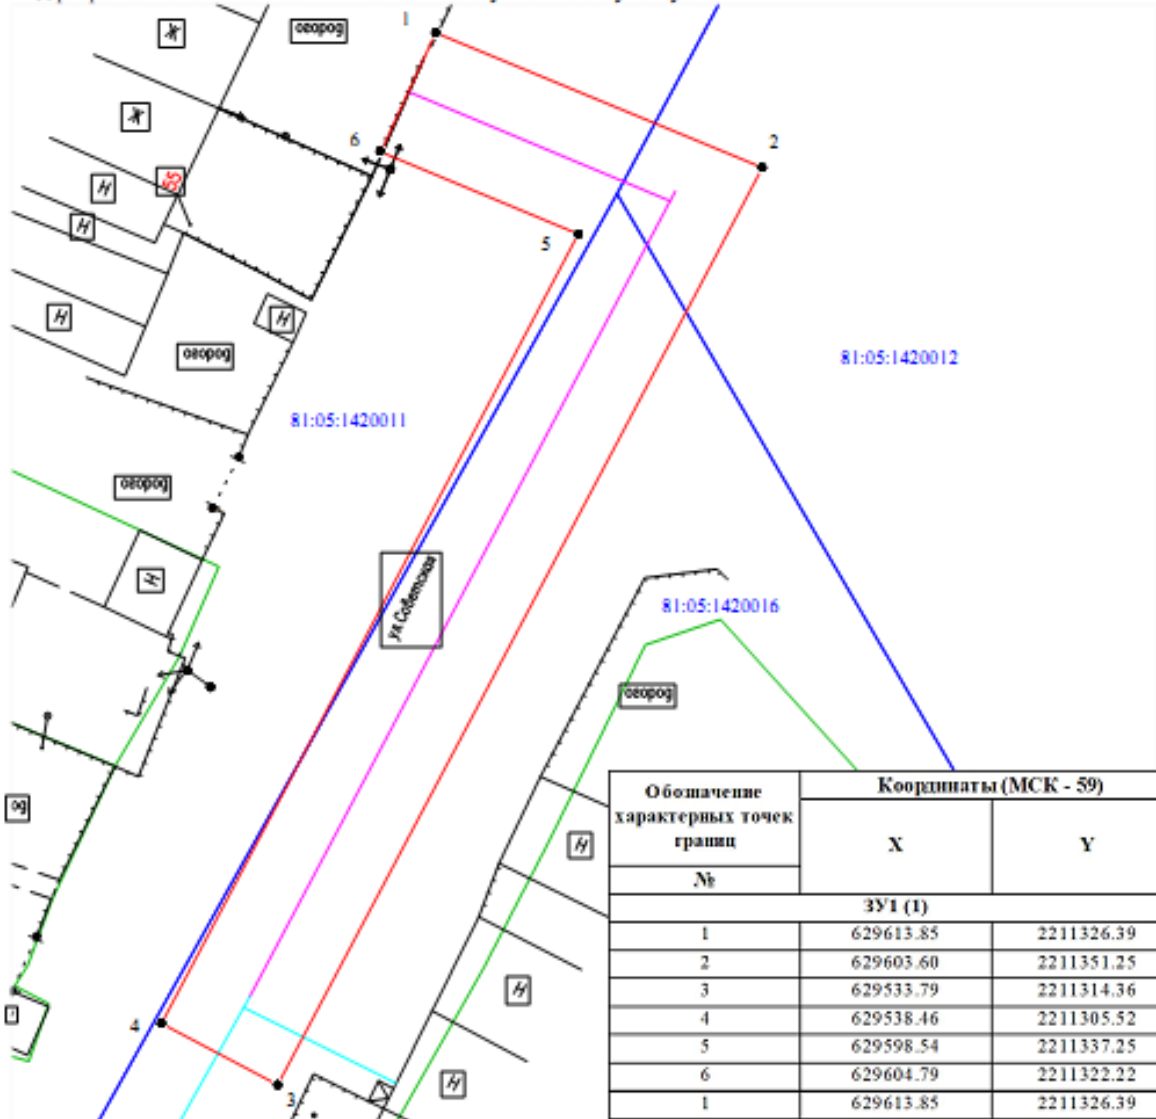 1
Ж
огород
Ж
6
2
55
Н
Н
5
Н
Н
огород
81:05:1420012
81:05:1420011
огород
Н
ул Советская
81:05:1420016
огород
ог
Н
Н
4
Н
3
Обозначение характерных точек границ
Координаты (МСК - 59)
X Y
№
ЗУ1 (1)
1 629613.85 2211326.39
2 629603.60 2211351.25
3 629533.79 2211314.36
4 629538.46 2211305.52
5 629598.54 2211337.25
6 629604.79 2211322.22
1 629613.85 2211326.39